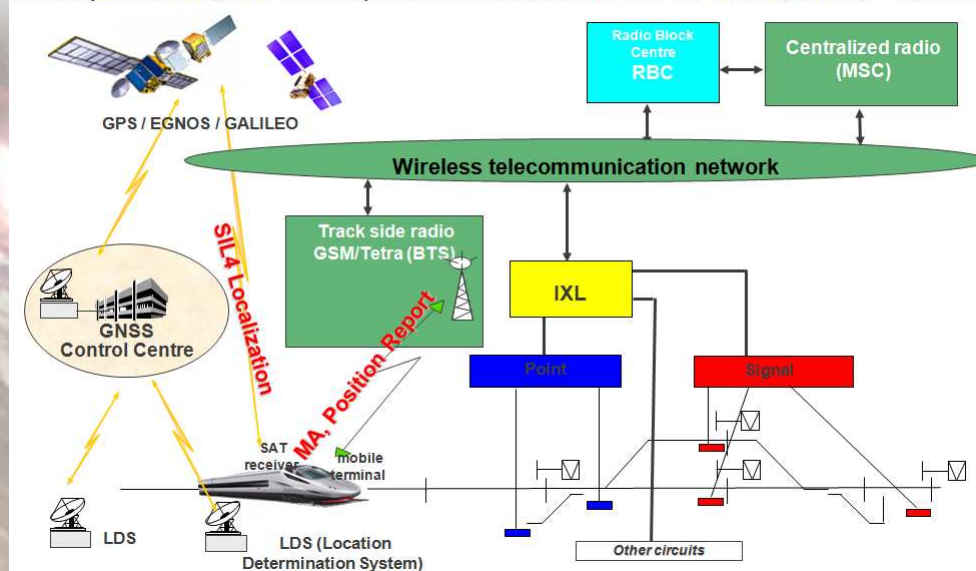 Radio Block
Centre
RBC
Centralized radio
(MSC)
GPS / EGNOS / GALILEO
Wireless telecommunication network
Track side radio
GSM/Tetra (BTS)
SIL4 Localization
IXL
GNSS
Control Centre
MA, Position Report
Point
Signal
SAT
receiver
mobile
terminal
LDS
LDS (Location
Determination System)
Other circuits